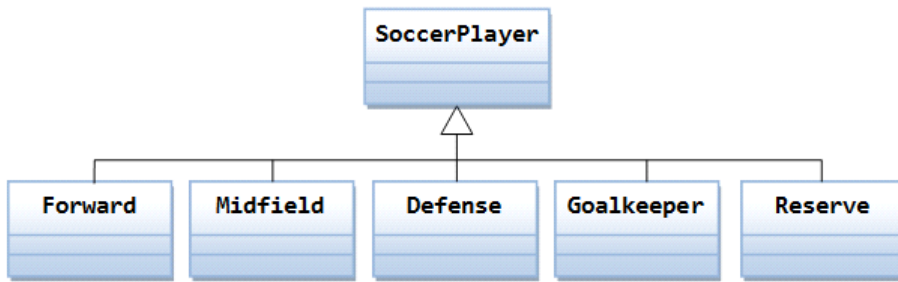 SoccerPlayer
Forward
Midfield
Defense
Goalkeeper
Reserve